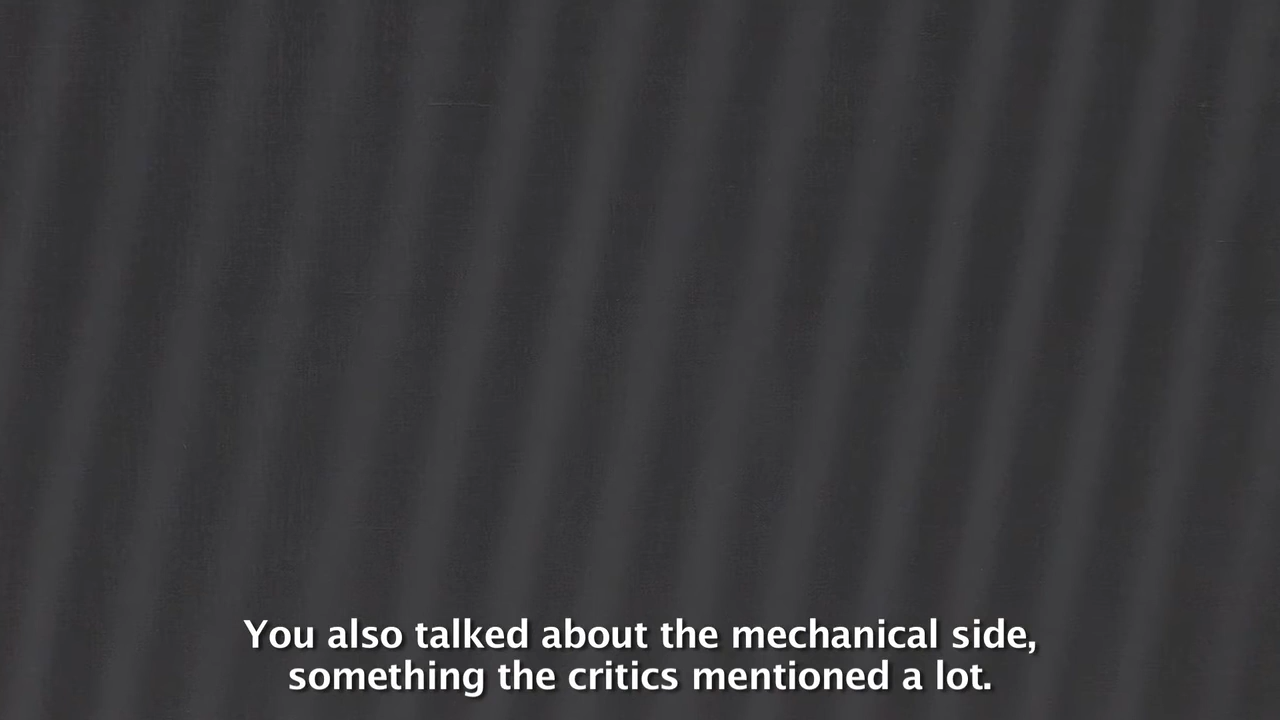 You also talked about the mechanical side,
something the critics mentioned a lot.